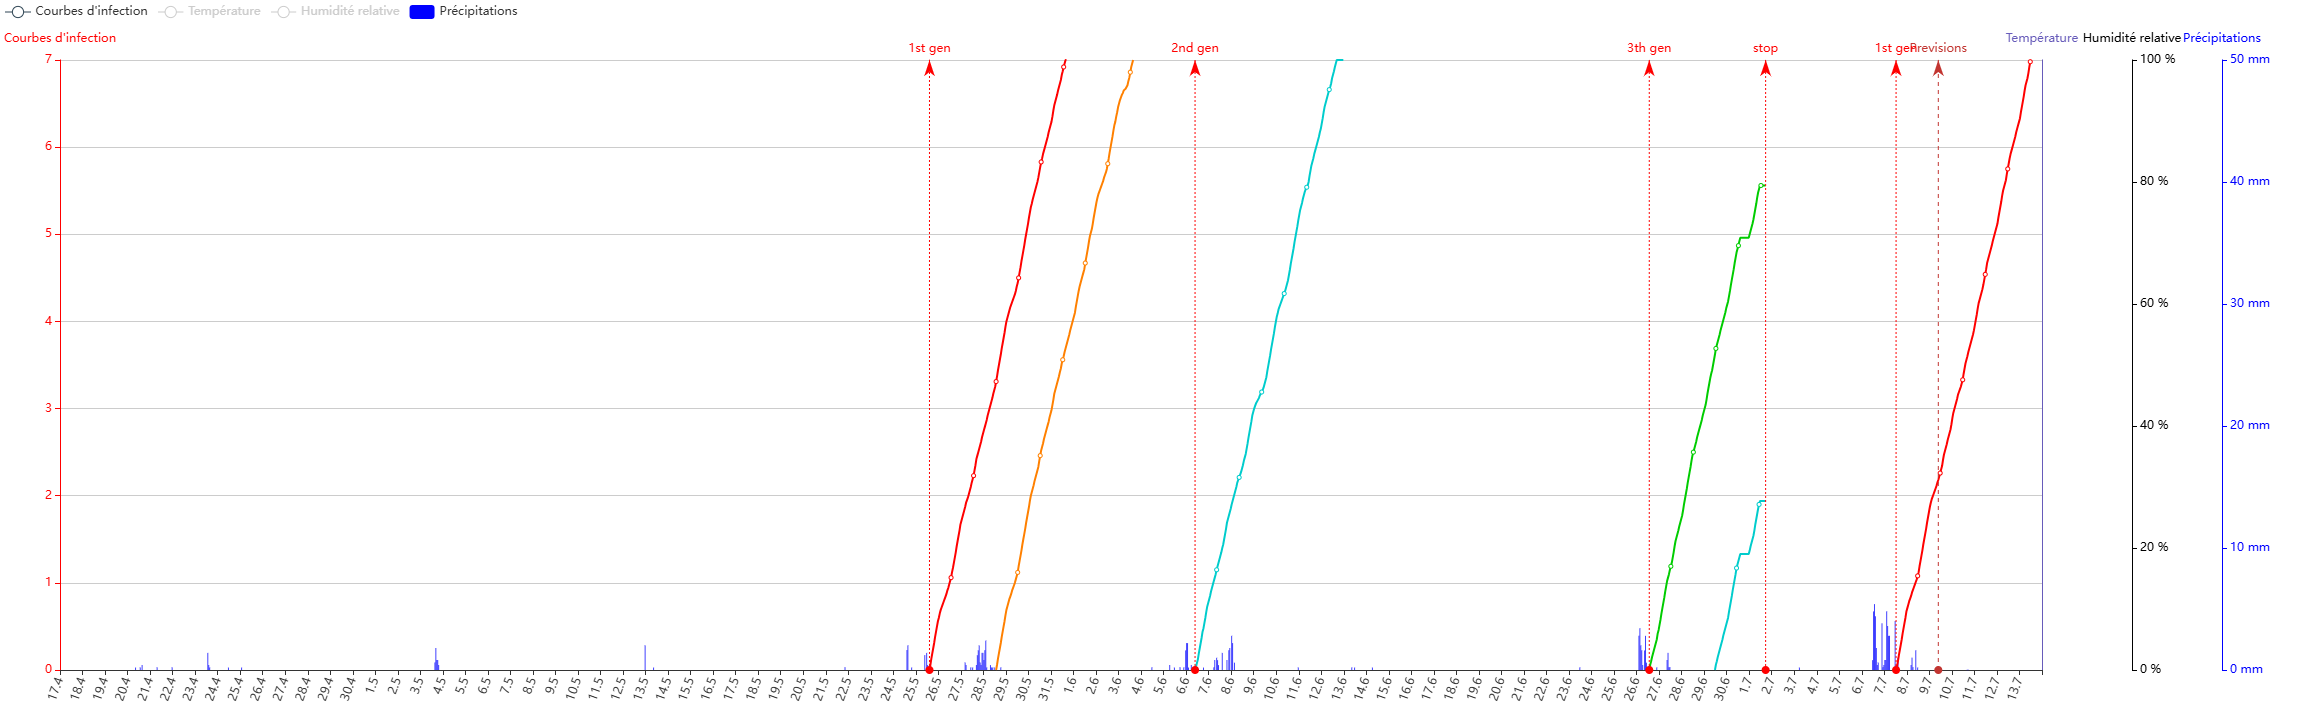 Courbes d'infection Température Humidité relative Précipitations
Courbes d'infection
Température Humidité relative Précipitations
1st gen 2nd gen 3th gen stop 1st gen Previsions
7 100 % 50 mm
6
80 % 40 mm
5
60 % 30 mm
4
3
40 % 20 mm
2
20 % 10 mm
1
0 0 % 0 mm
17.4 18.4 19.4 20.4 21.4 22.4 23.4 24.4 25.4 26.4 27.4 28.4 29.4 30.4 1.5 2.5 3.5 4.5 5.5 6.5 7.5 8.5 9.5 10.5 11.5 12.5 13.5 14.5 15.5 16.5 17.5 18.5 19.5 20.5 21.5 22.5 23.5 24.5 25.5 26.5 27.5 28.5 29.5 30.5 31.5 1.6 2.6 3.6 4.6 5.6 6.6 7.6 8.6 9.6 10.6 11.6 12.6 13.6 14.6 15.6 16.6 17.6 18.6 19.6 20.6 21.6 22.6 23.6 24.6 25.6 26.6 27.6 28.6 29.6 30.6 1.7 2.7 3.7 4.7 5.7 6.7 7.7 8.7 9.7 10.7 11.7 12.7 13.7